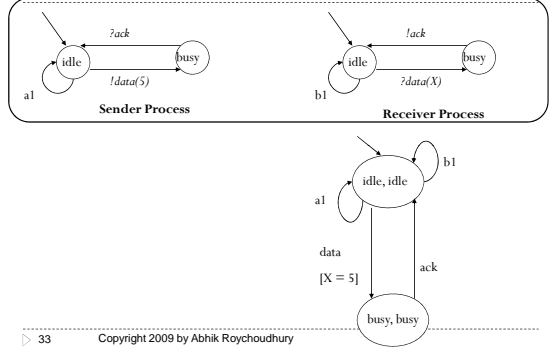 ?ack
idle
busy
!data(5)
a1
Sender Process
!ack
idle
busy
?data(X)
b1
Receiver Process
idle, idle
b1
a1
data
[X = 5]
ack
busy, busy
33
Copyright 2009 by Abhik Roychoudhury